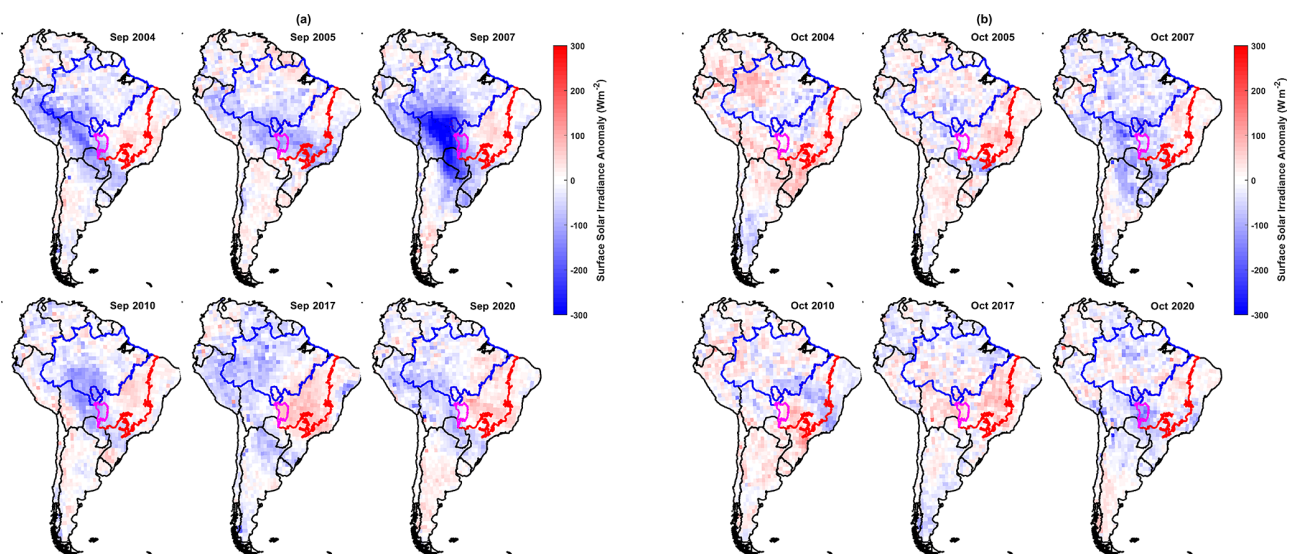 (a)
Sep 2004
Sep 2005
Sep 2007
300
200
100
0
-100
-200
-300
Surface Solar Irradiance Anomaly (Wm-2)
Sep 2010
Sep 2017
Sep 2020
(b)
Oct 2004
Oct 2005
Oct 2007
300
200
100
0
-100
-200
-300
Surface Solar Irradiance Anomaly (Wm-2)
Oct 2010
Oct 2017
Oct 2020